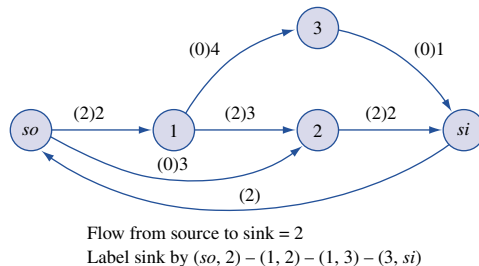 3
(0)4
(0)1
(2)2
(2)3
(2)2
so
1
2
si
(0)3
(2)
Flow from source to sink = 2
Label sink by (so, 2) – (1, 2) – (1, 3) – (3, si)